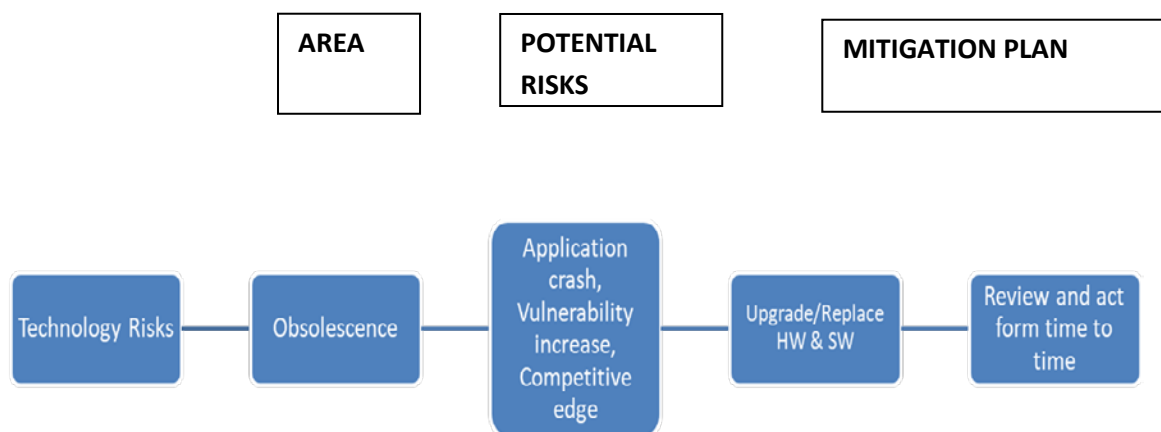 AREA
POTENTIAL
RISKS
MITIGATION PLAN
Technology Risks
Obsolescence
Application
crash,
Vulnerability
increase,
Competitive
edge
Upgrade/Replace
HW & SW
Review and act
form time to
time